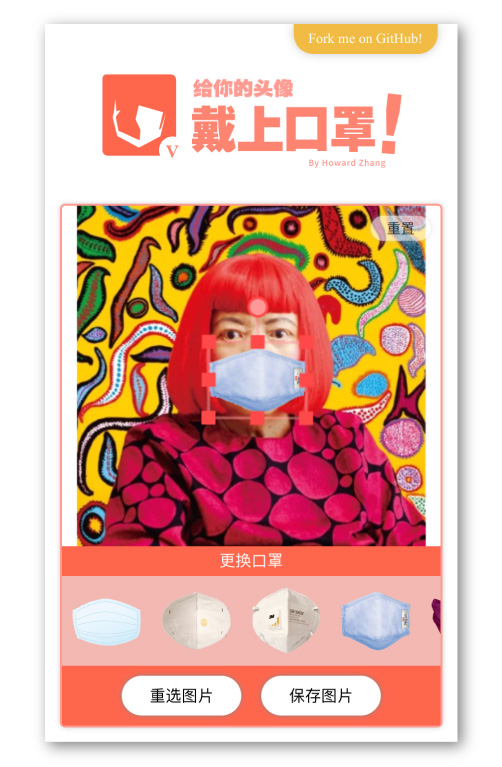 Fork me on GitHub!
给你的头像
戴上口罩！
V
By Howard Zhang
重置
更换口罩
重选图片
保存图片